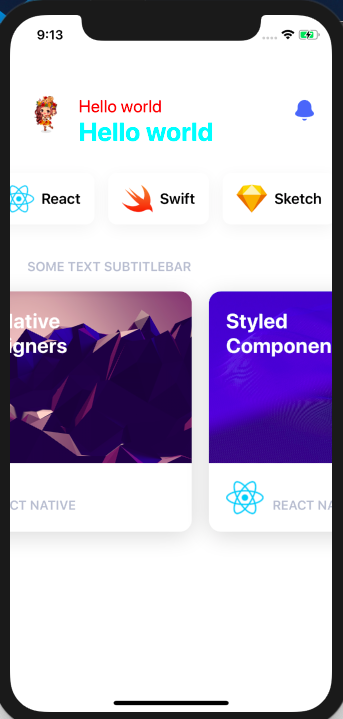 9:13
Hello world
Hello world
React
Swift
Sketch
SOME TEXT SUBTITLEBAR
Native
igners
Styled
Componen
CT NATIVE
REACT NA